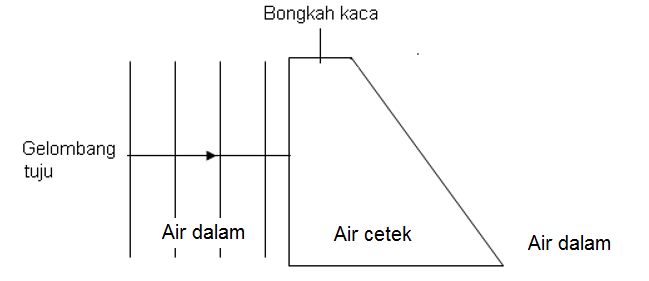 Bongkah kaca
Gelombang
tuju
Air dalam
Air cetek
Air dalam